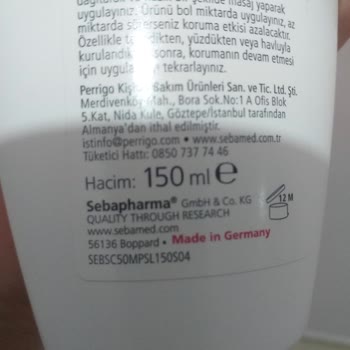 uygulayınız. Ürünü bol miktarda uygulayınız, az
miktarda sürerseniz koruma etkisi azalacaktır.
Özellikle terledikten, yüzdükten veya havluyla
kurulandıktan sonra, korumanın devam etmesi
için uygulamayı tekrarlayınız.
Perrigo Kişisel Bakım Ürünleri San. ve Tic. Ltd. Şti.
Merdivenköy Mah., Bora Sok.No:1 A Ofis Blok
5.Kat, Nida Kule, Göztepe/İstanbul tarafından
Almanya'dan ithal edilmiştir.
istinfo@perrigo.com • www.sebamed.com.tr
Tüketici Hattı: 0850 737 74 46
Hacim: 150 ml ℮
Sebapharma® GmbH & Co. KG
QUALITY THROUGH RESEARCH
www.sebamed.com
56136 Boppard • Made in Germany
12 M
SEBSC50MPSL150S04